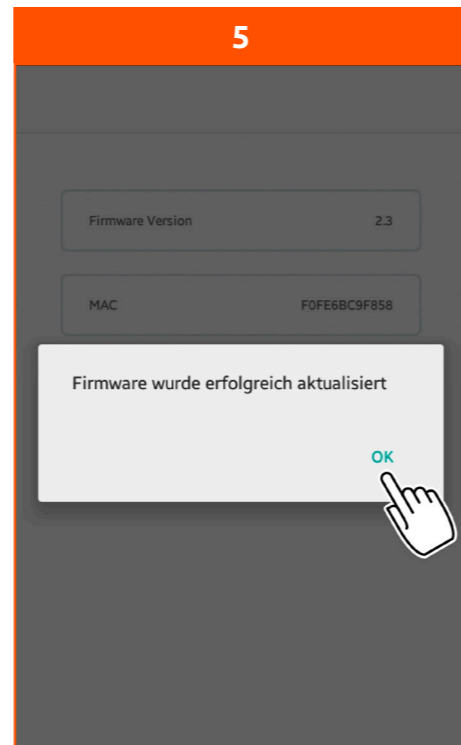 5
Firmware Version 2.3
MAC F0FE6BC9F858
Firmware wurde erfolgreich aktualisiert
OK